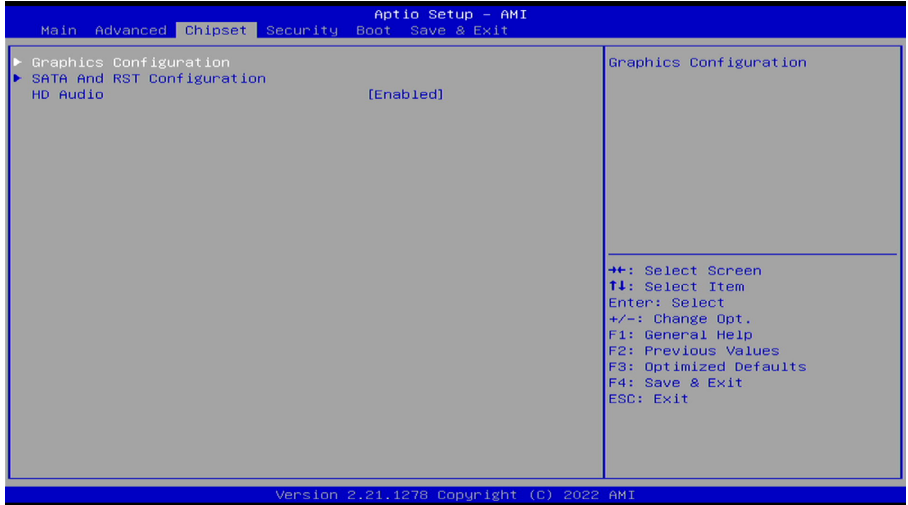 Aptio Setup - AMI
Main Advanced Chipset Security Boot Save & Exit
▶ Graphics Configuration
▶ SATA And RST Configuration
HD Audio [Enabled]
Graphics Configuration
→←: Select Screen
↑↓: Select Item
Enter: Select
+/-: Change Opt.
F1: General Help
F2: Previous Values
F3: Optimized Defaults
F4: Save & Exit
ESC: Exit
Version 2.21.1278 Copyright (C) 2022 AMI